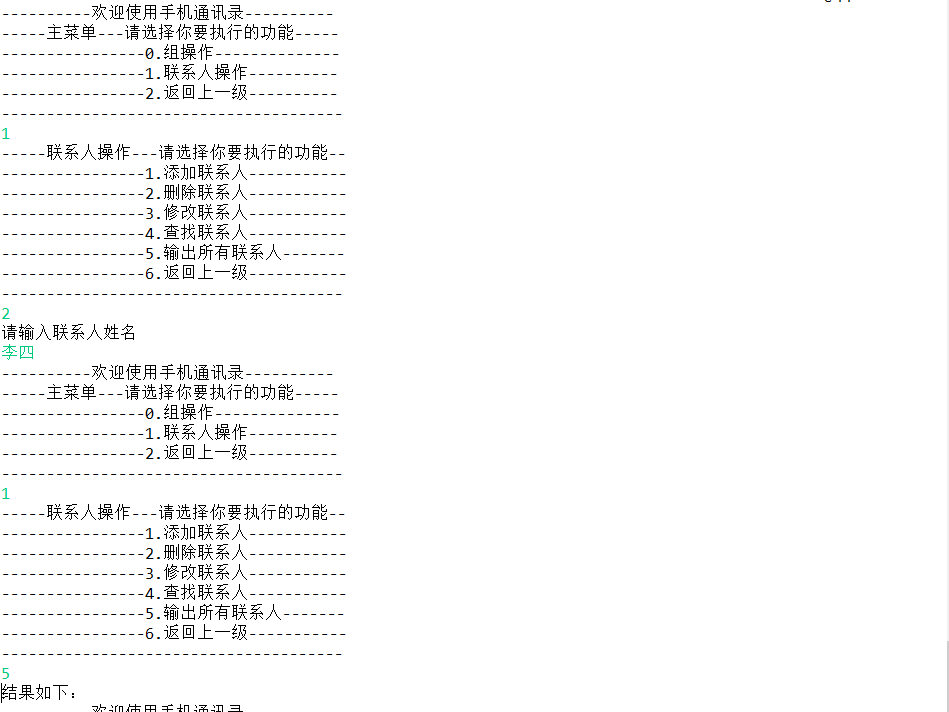 ----------欢迎使用手机通讯录----------
-----主菜单---请选择你要执行的功能-----
----------------0.组操作--------------
----------------1.联系人操作----------
----------------2.返回上一级----------
--------------------------------------
1
-----联系人操作---请选择你要执行的功能--
----------------1.添加联系人-----------
----------------2.删除联系人-----------
----------------3.修改联系人-----------
----------------4.查找联系人-----------
----------------5.输出所有联系人-------
----------------6.返回上一级-----------
--------------------------------------
2
请输入联系人姓名
李四
----------欢迎使用手机通讯录----------
-----主菜单---请选择你要执行的功能-----
----------------0.组操作--------------
----------------1.联系人操作----------
----------------2.返回上一级----------
--------------------------------------
1
-----联系人操作---请选择你要执行的功能--
----------------1.添加联系人-----------
----------------2.删除联系人-----------
----------------3.修改联系人-----------
----------------4.查找联系人-----------
----------------5.输出所有联系人-------
----------------6.返回上一级-----------
--------------------------------------
5
结果如下：
----------欢迎使用手机通讯录----------